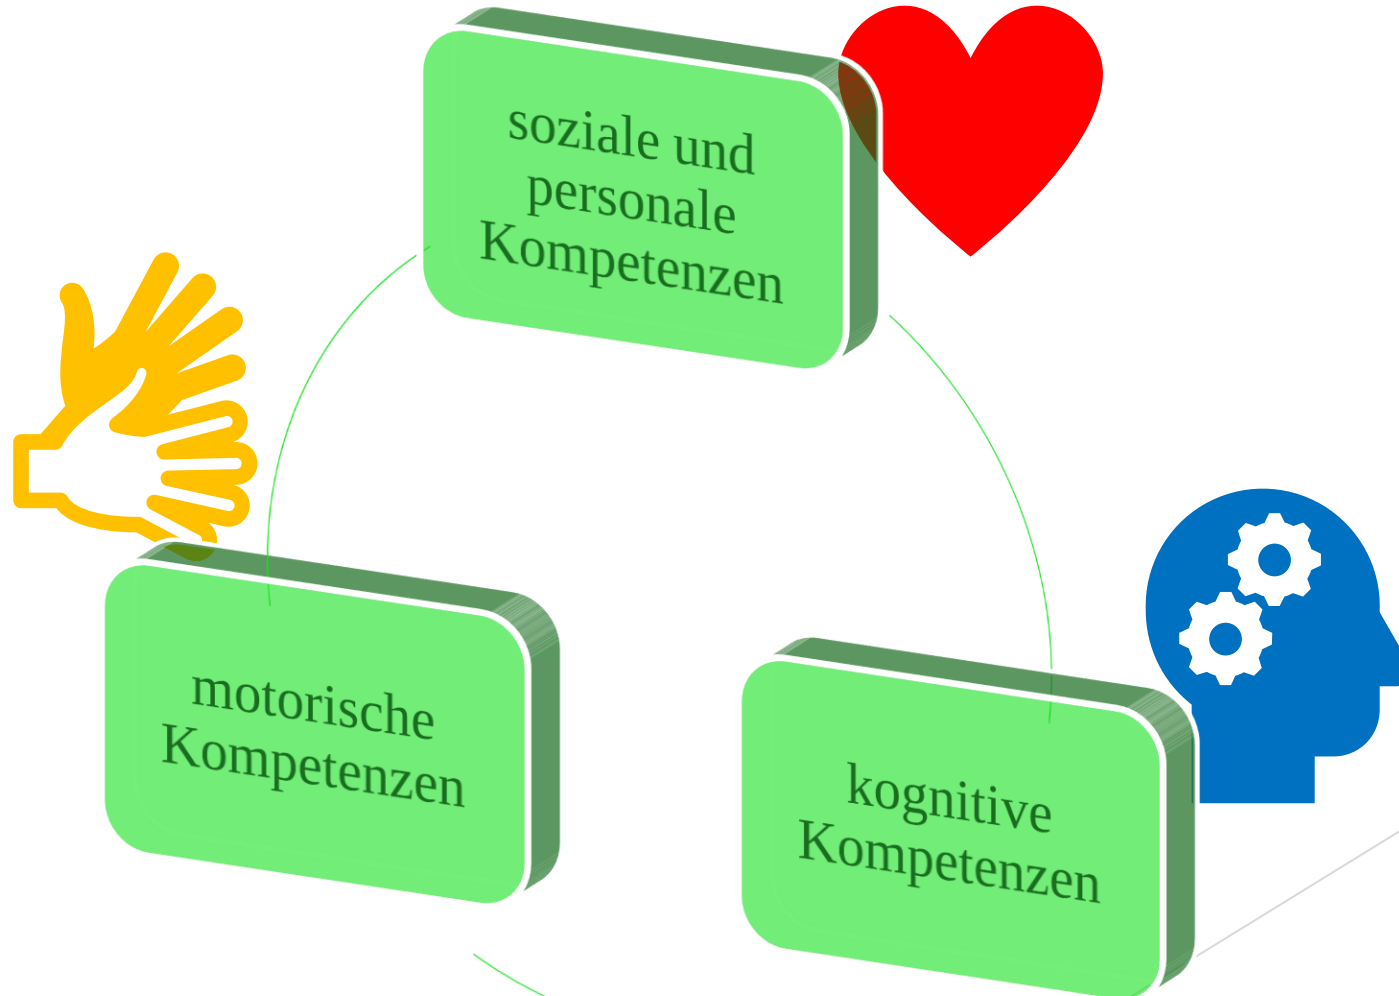 soziale und
personale
Kompetenzen
motorische
Kompetenzen
kognitive
Kompetenzen